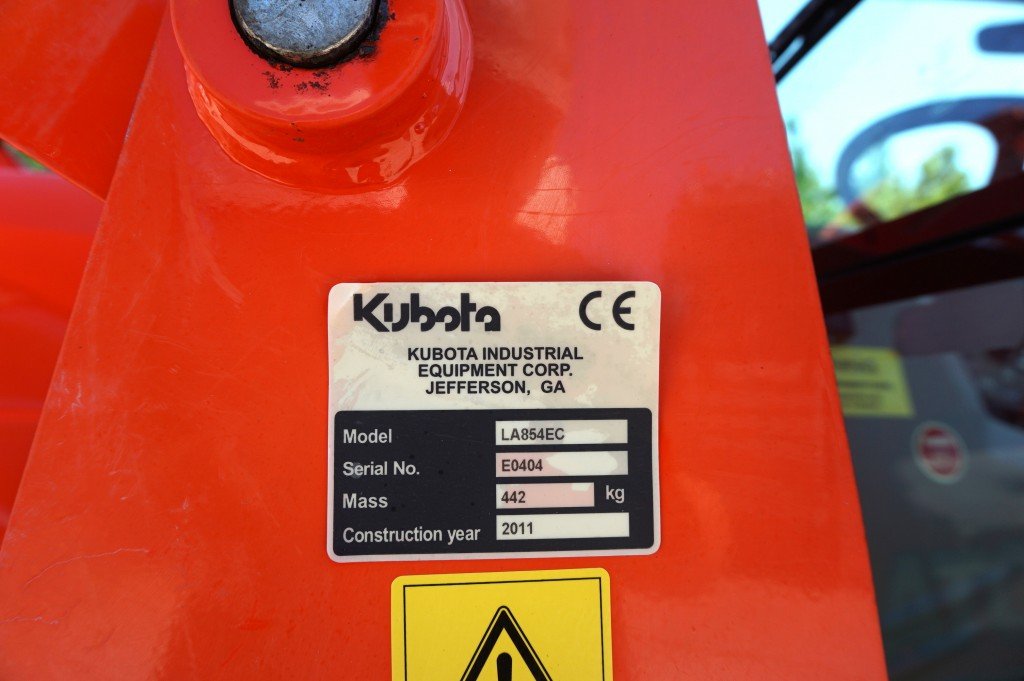 Kubota CE
KUBOTA INDUSTRIAL
EQUIPMENT CORP.
JEFFERSON, GA
Model LA854EC
Serial No. E0404
Mass 442 kg
Construction year 2011